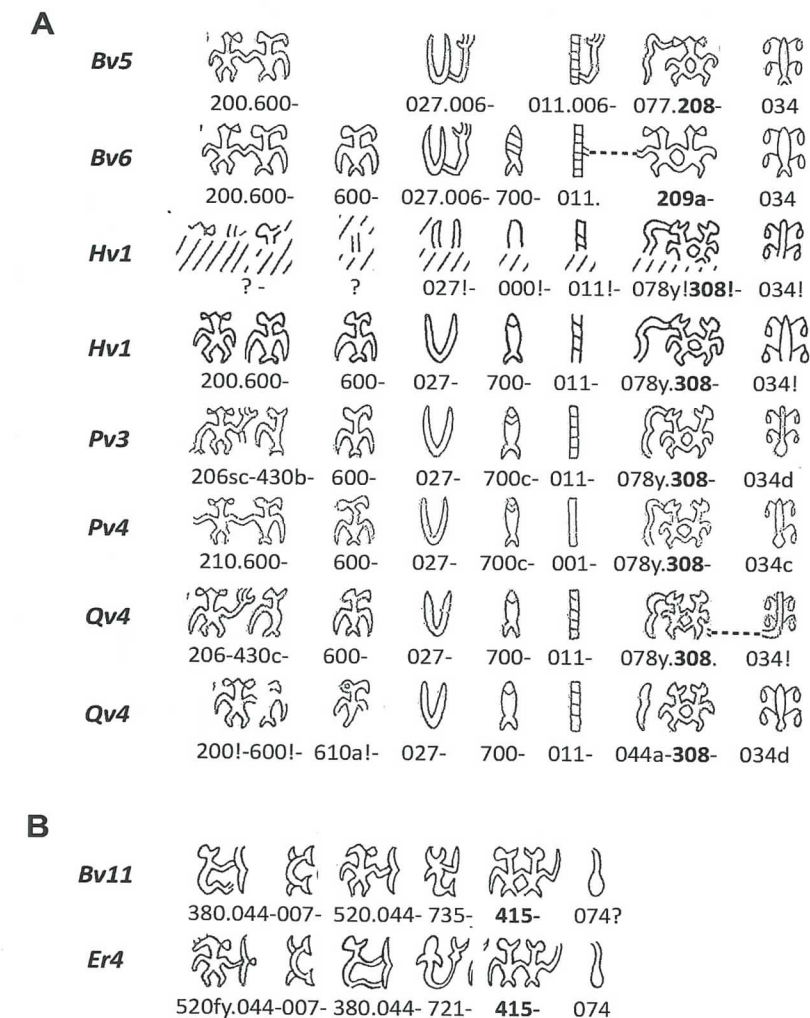 A
Bv5
200.600- 027.006- 011.006- 077.208- 034
Bv6
200.600- 600- 027.006- 700- 011. 209a- 034
Hv1
? - ? 027!- 000!- 011!- 078y!308!- 034!
Hv1
200.600- 600- 027- 700- 011- 078y.308- 034!
Pv3
206sc-430b- 600- 027- 700c- 011- 078y.308- 034d
Pv4
210.600- 600- 027- 700c- 001- 078y.308- 034c
Qv4
206-430c- 600- 027- 700- 011- 078y.308. 034!
Qv4
200!-600!- 610a!- 027- 700- 011- 044a-308- 034d
B
Bv11
380.044-007- 520.044- 735- 415- 074?
Er4
520fy.044-007- 380.044- 721- 415- 074